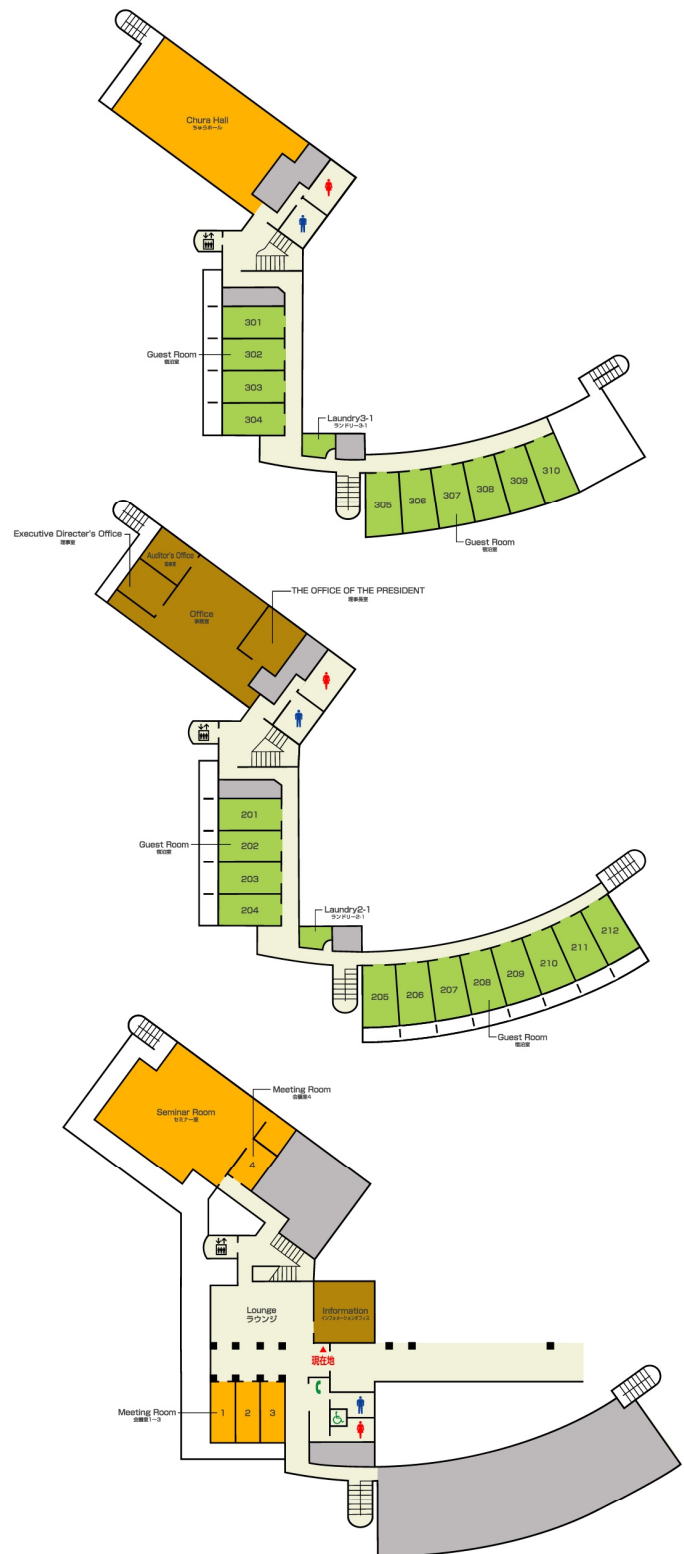 Chura Hall
ちゅらホール
301
302
303
304
Guest Room
宿泊室
Laundry3-1
ランドリー3-1
305
306
307
308
309
310
Guest Room
宿泊室
Executive Directer's Office
理事室
Auditor's Office
監事室
THE OFFICE OF THE PRESIDENT
理事長室
Office
事務室
201
202
203
204
Guest Room
宿泊室
Laundry2-1
ランドリー2-1
205
206
207
208
209
210
211
212
Guest Room
宿泊室
Meeting Room
会議室4
Seminar Room
セミナー室
4
Lounge
ラウンジ
Information
インフォメーションオフィス
現在地
Meeting Room
会議室1~3
1
2
3